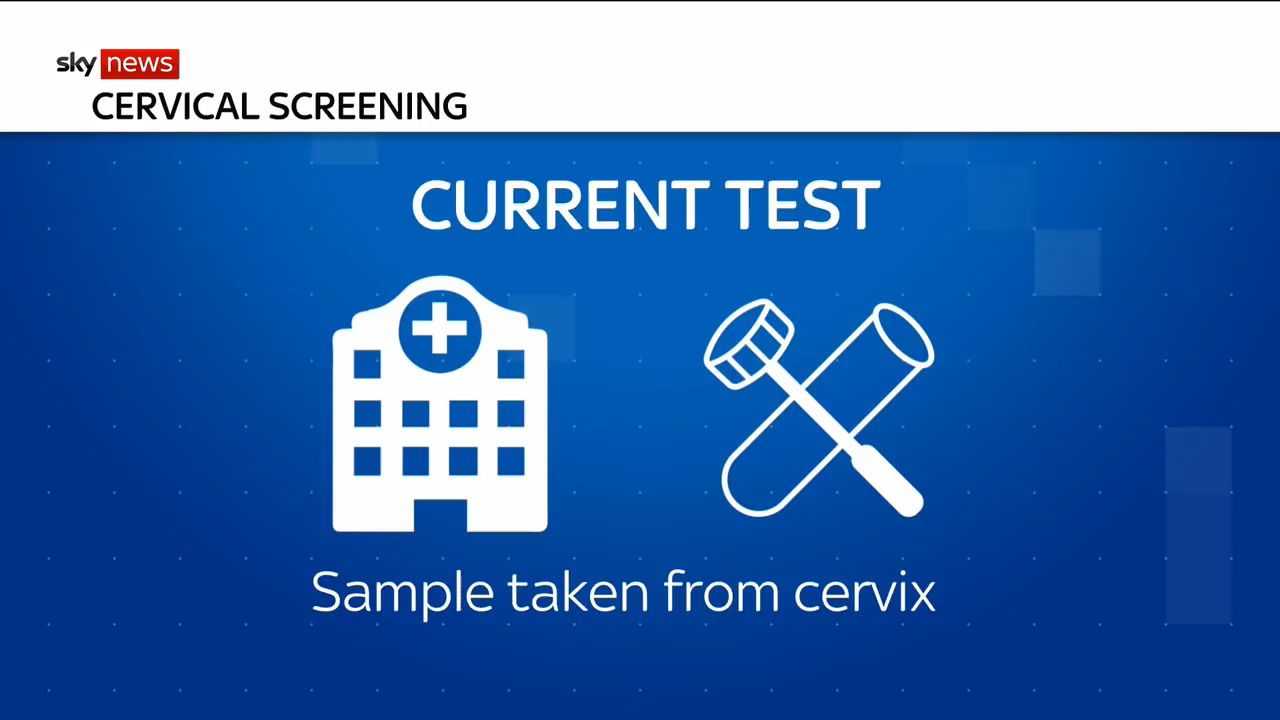 sky news
CERVICAL SCREENING
CURRENT TEST
Sample taken from cervix